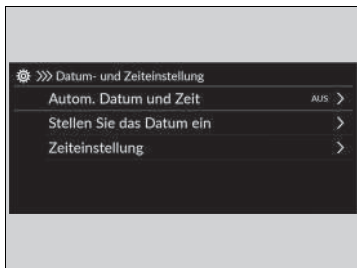 Datum- und Zeiteinstellung
Autom. Datum und Zeit AUS
Stellen Sie das Datum ein
Zeiteinstellung